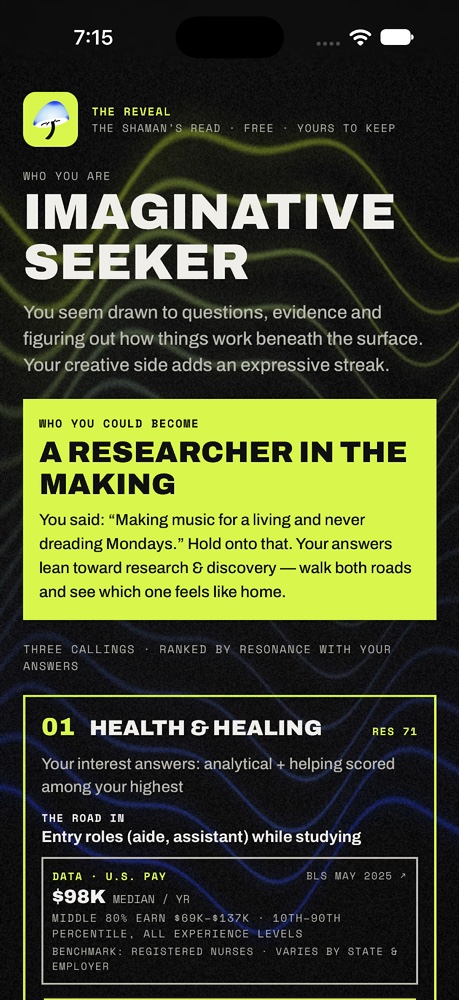 7:15
THE REVEAL
THE SHAMAN'S READ · FREE · YOURS TO KEEP
WHO YOU ARE
IMAGINATIVE
SEEKER
You seem drawn to questions, evidence and
figuring out how things work beneath the surface.
Your creative side adds an expressive streak.
WHO YOU COULD BECOME
A RESEARCHER IN THE
MAKING
You said: “Making music for a living and never
dreading Mondays.” Hold onto that. Your answers
lean toward research & discovery — walk both roads
and see which one feels like home.
THREE CALLINGS · RANKED BY RESONANCE WITH YOUR
ANSWERS
01 HEALTH & HEALING RES 71
Your interest answers: analytical + helping scored
among your highest
THE ROAD IN
Entry roles (aide, assistant) while studying
DATA · U.S. PAY BLS MAY 2025 ↗
$98K MEDIAN / YR
MIDDLE 80% EARN $69K–$137K · 10TH–90TH
PERCENTILE, ALL EXPERIENCE LEVELS
BENCHMARK: REGISTERED NURSES · VARIES BY STATE &
EMPLOYER